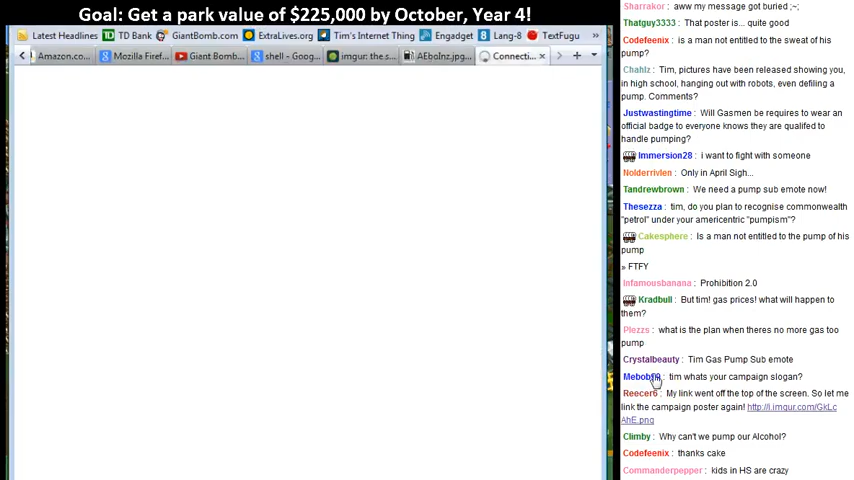 Goal: Get a park value of $225,000 by October, Year 4!
Latest Headlines TD Bank GiantBomb.com ExtraLives.org Tim's Internet Thing Engadget Lang-8 TextFugu »
Amazon.co... Mozilla Firef... Giant Bomb... shell - Goog... imgur: the s... AEboInz.jpg... Connecti...
Sharrakor : aww my message got buried ;~;
Thatguy3333 : That poster is... quite good
Codefeenix : is a man not entitled to the sweat of his
pump?
Chahlz : Tim, pictures have been released showing you,
in high school, hanging out with robots, even defiling a
pump. Comments?
Justwastingtime : Will Gasmen be requires to wear an
official badge to everyone knows they are qualifed to
handle pumping?
Immersion28 : i want to fight with someone
Nolderrivlen : Only in April Sigh...
Tandrewbrown : We need a pump sub emote now!
Thesezza : tim, do you plan to recognise commonwealth
"petrol" under your americentric "pumpism"?
Cakesphere : Is a man not entitled to the pump of his
pump
» FTFY
Infamousbanana : Prohibition 2.0
Kradbull : But tim! gas prices! what will happen to
them?
Plezzs : what is the plan when theres no more gas too
pump
Crystalbeauty : Tim Gas Pump Sub emote
: tim whats your campaign slogan?
Reecer6 : My link went off the top of the screen. So let me
link the campaign poster again! http://i.imgur.com/GkLc
AhE.png
Climby : Why can't we pump our Alcohol?
Codefeenix : thanks cake
Commanderpepper : kids in HS are crazy